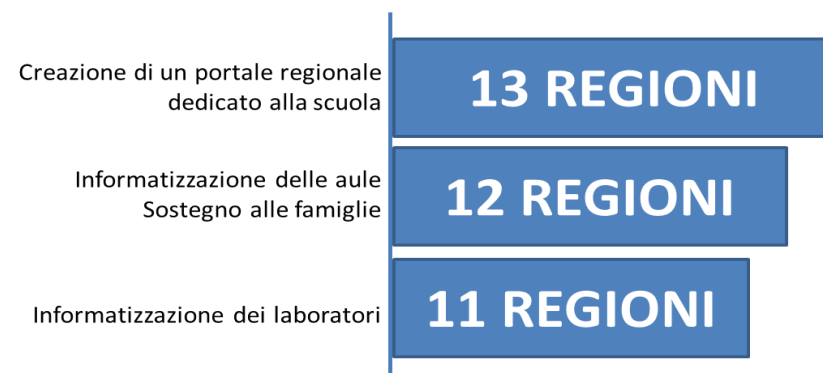 Creazione di un portale regionale
dedicato alla scuola
13 REGIONI
Informatizzazione delle aule
Sostegno alle famiglie
12 REGIONI
Informatizzazione dei laboratori
11 REGIONI